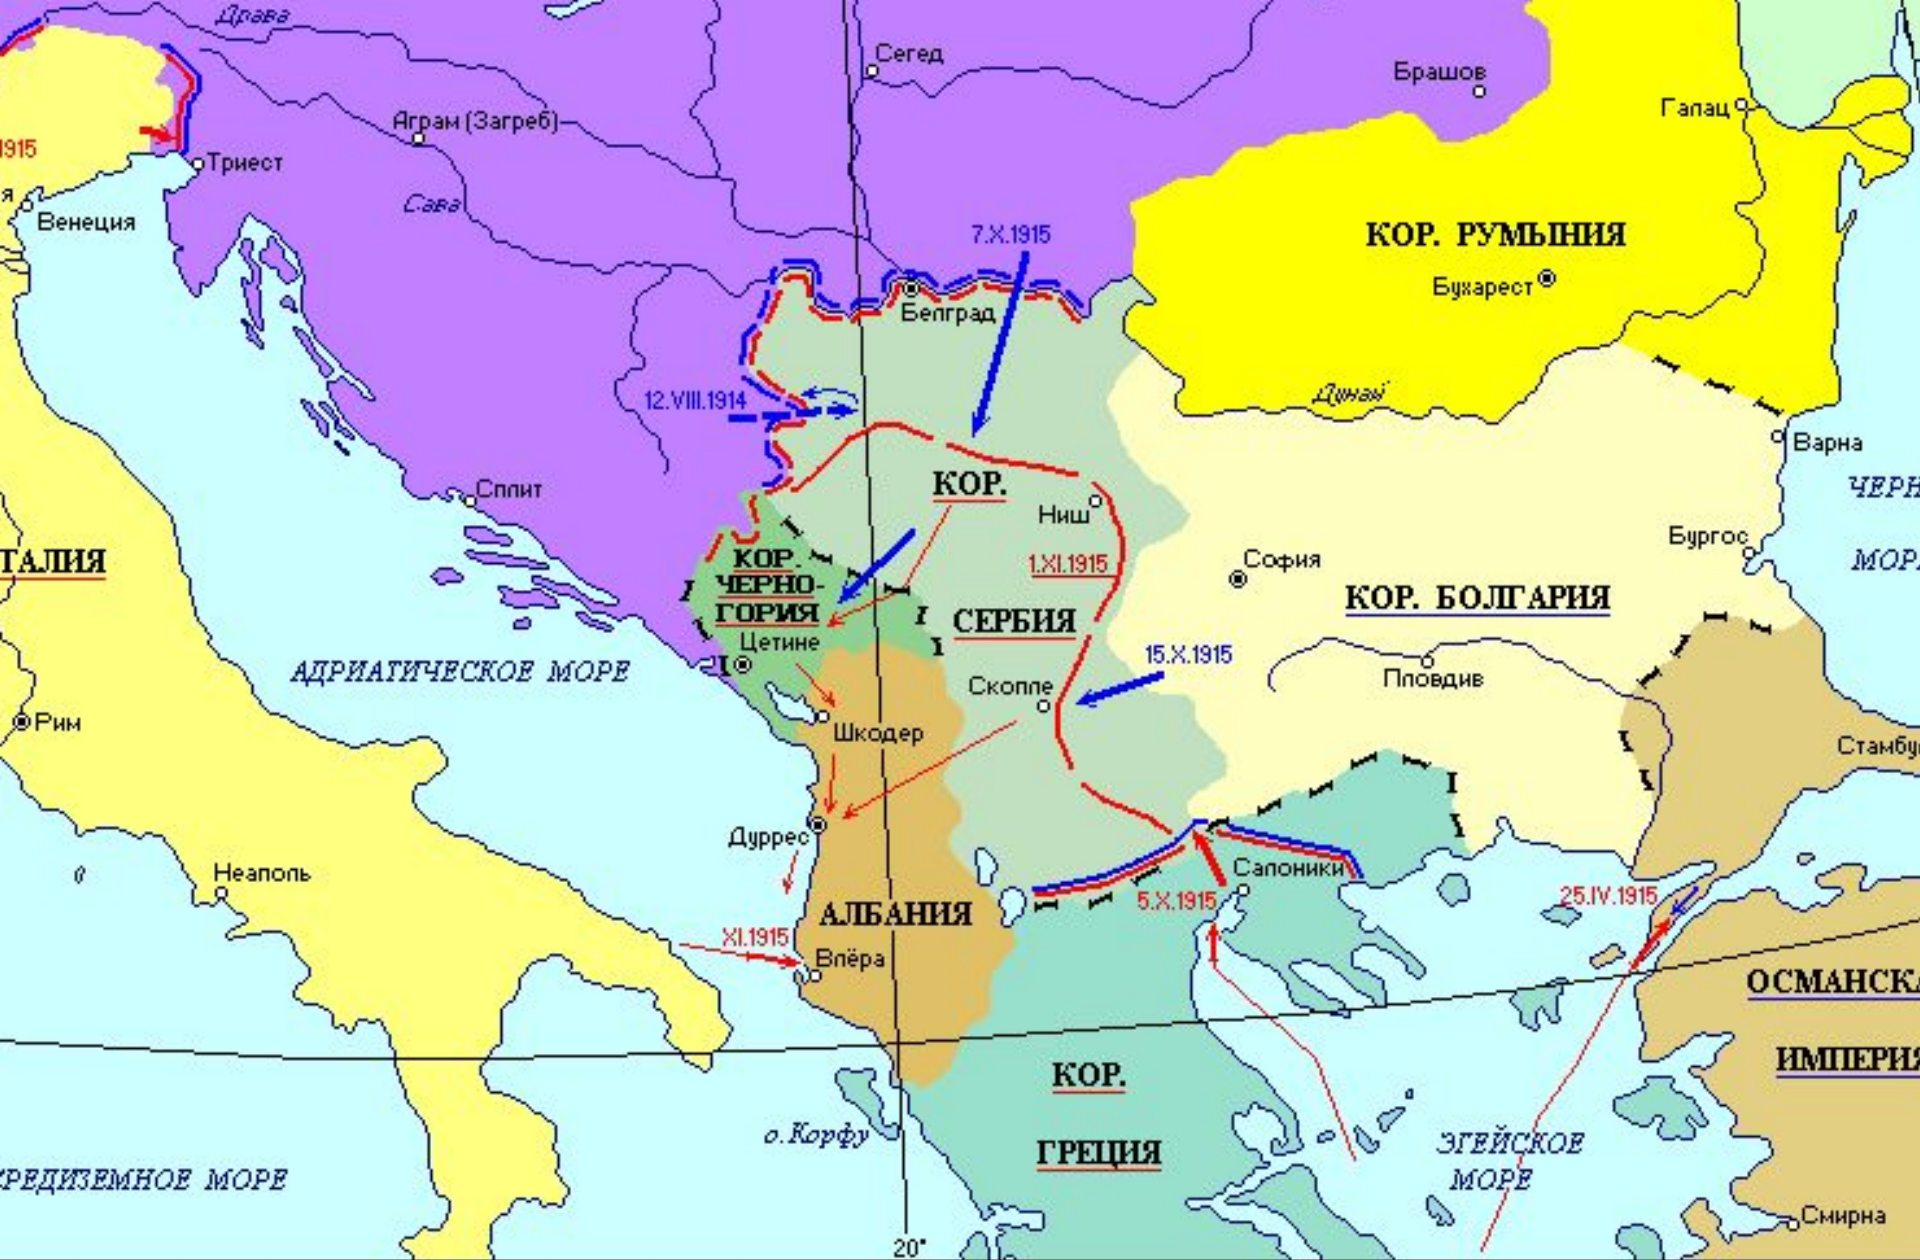 Драва
Сегед
Брашов
Галац
Аграм (Загреб)
1915
Триест
я
Венеция
Сава
7.X.1915
КОР. РУМЫНИЯ
Бухарест
Белград
12.VIII.1914
Дунай
Варна
Сплит
КОР.
ЧЕРН
Ниш
Бургос
ТАЛИЯ
КОР.
ЧЕРНО-
ГОРИЯ
1.XI.1915
София
МОР
КОР. БОЛГАРИЯ
СЕРБИЯ
Цетине
15.X.1915
АДРИАТИЧЕСКОЕ МОРЕ
Скопле
Пловдив
Рим
Шкодер
Стамбу
Дуррес
Неаполь
Салоники
5.X.1915
25.IV.1915
АЛБАНИЯ
XI.1915
Влёра
ОСМАНСКА
ИМПЕРИЯ
КОР.
ГРЕЦИЯ
о.Корфу
ЭГЕЙСКОЕ
МОРЕ
РЕДИЗЕМНОЕ МОРЕ
Смирна
20°